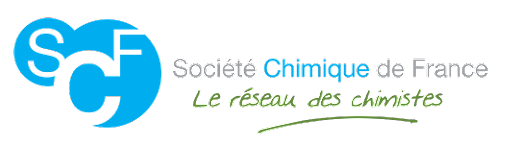 SCF
Société Chimique de France
Le réseau des chimistes